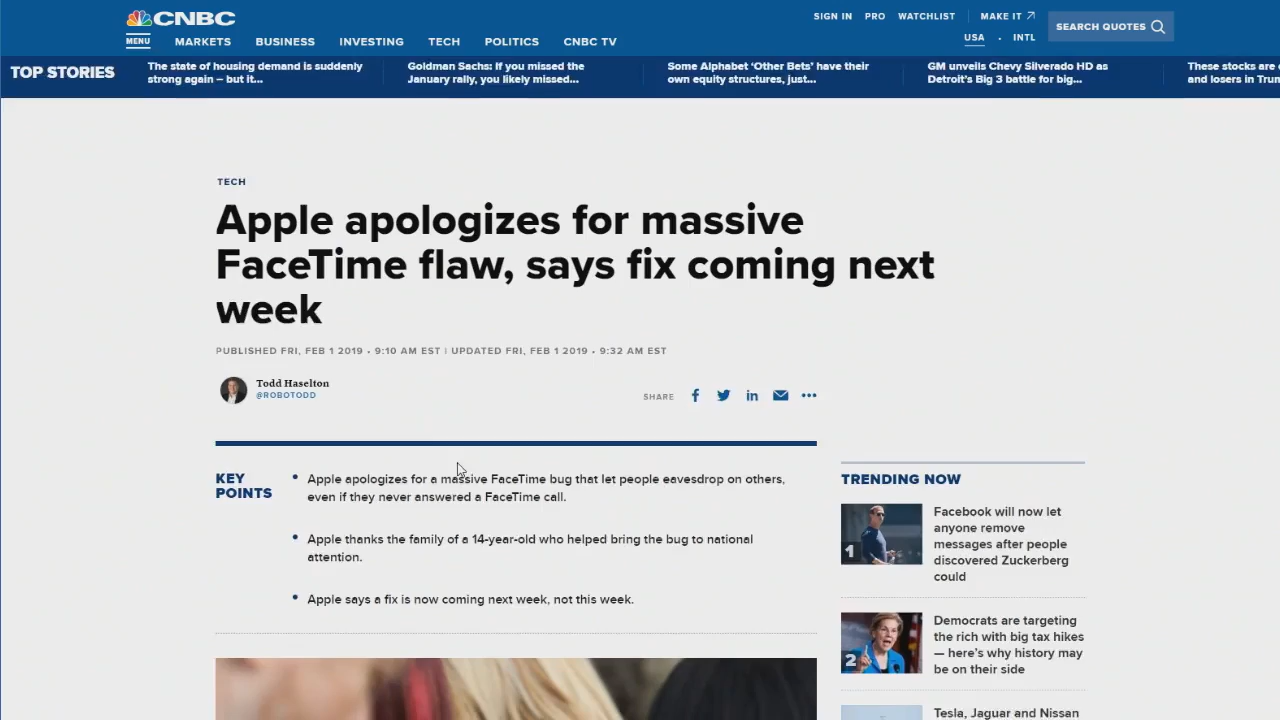 CNBC
SIGN IN PRO WATCHLIST MAKE IT
SEARCH QUOTES
MENU MARKETS BUSINESS INVESTING TECH POLITICS CNBC TV
USA · INTL
TOP STORIES
The state of housing demand is suddenly
strong again – but it...
Goldman Sachs: If you missed the
January rally, you likely missed...
Some Alphabet ‘Other Bets’ have their
own equity structures, just...
GM unveils Chevy Silverado HD as
Detroit’s Big 3 battle for big...
These stocks are
and losers in
TECH
Apple apologizes for massive
FaceTime flaw, says fix coming next
week
PUBLISHED FRI, FEB 1 2019 • 9:10 AM EST | UPDATED FRI, FEB 1 2019 • 9:32 AM EST
Todd Haselton
@ROBOTODD
SHARE
KEY
POINTS
• Apple apologizes for a massive FaceTime bug that let people eavesdrop on others,
even if they never answered a FaceTime call.
• Apple thanks the family of a 14-year-old who helped bring the bug to national
attention.
• Apple says a fix is now coming next week, not this week.
TRENDING NOW
1
Facebook will now let
anyone remove
messages after people
discovered Zuckerberg
could
2
Democrats are targeting
the rich with big tax hikes
— here’s why history may
be on their side
Tesla, Jaguar and Nissan